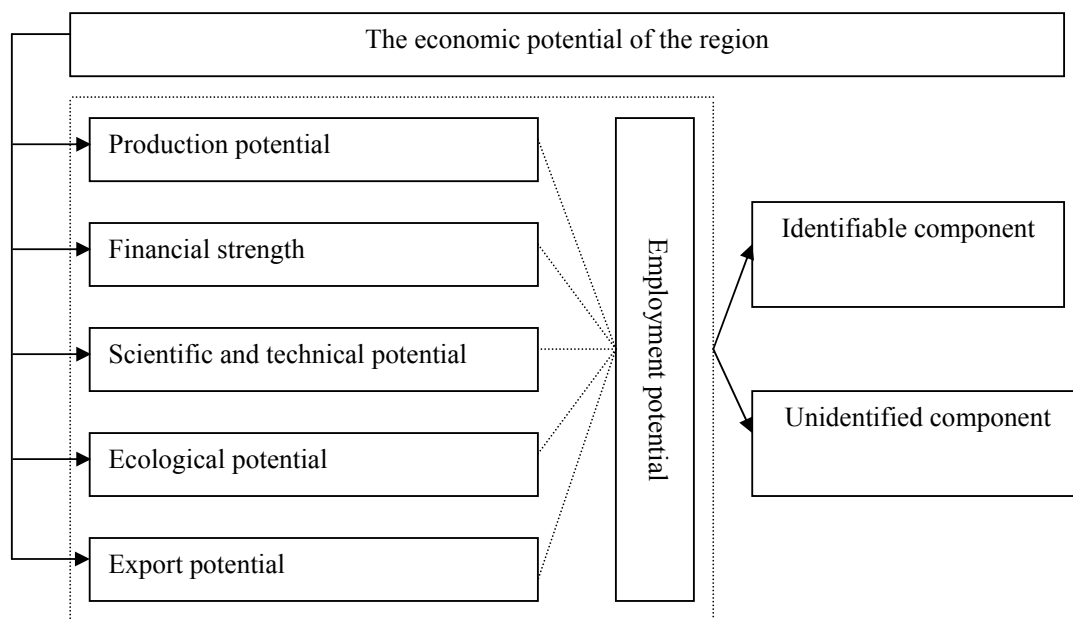 The economic potential of the region
Production potential
Financial strength
Scientific and technical potential
Ecological potential
Export potential
Employment potential
Identifiable component
Unidentified component